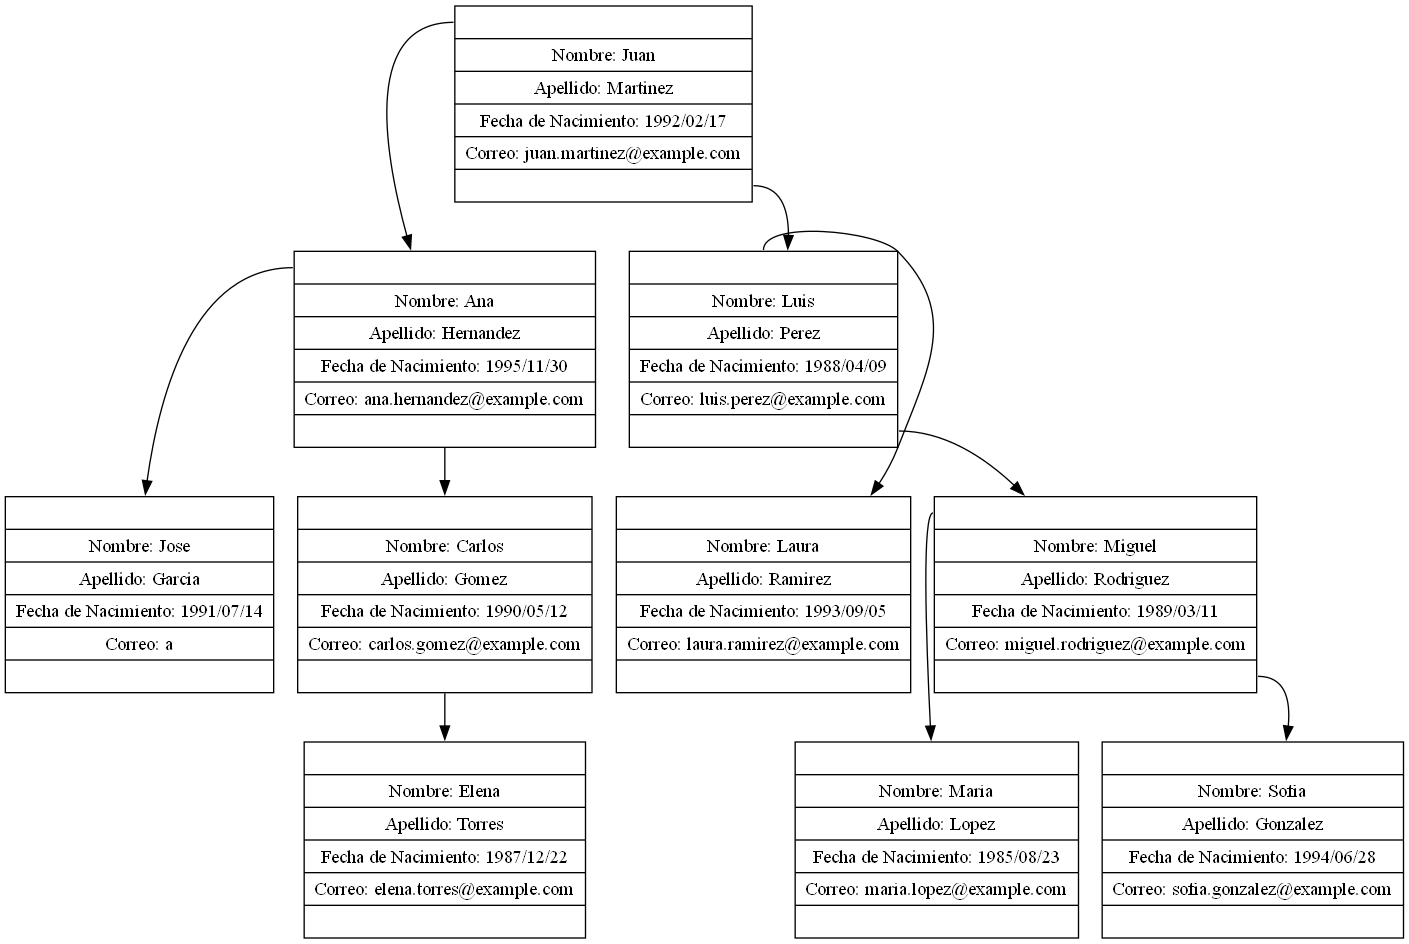 Nombre: Juan
Apellido: Martinez
Fecha de Nacimiento: 1992/02/17
Correo: juan.martinez@example.com
Nombre: Ana
Apellido: Hernandez
Fecha de Nacimiento: 1995/11/30
Correo: ana.hernandez@example.com
Nombre: Luis
Apellido: Perez
Fecha de Nacimiento: 1988/04/09
Correo: luis.perez@example.com
Nombre: Jose
Apellido: Garcia
Fecha de Nacimiento: 1991/07/14
Correo: a
Nombre: Carlos
Apellido: Gomez
Fecha de Nacimiento: 1990/05/12
Correo: carlos.gomez@example.com
Nombre: Laura
Apellido: Ramirez
Fecha de Nacimiento: 1993/09/05
Correo: laura.ramirez@example.com
Nombre: Miguel
Apellido: Rodriguez
Fecha de Nacimiento: 1989/03/11
Correo: miguel.rodriguez@example.com
Nombre: Elena
Apellido: Torres
Fecha de Nacimiento: 1987/12/22
Correo: elena.torres@example.com
Nombre: Maria
Apellido: Lopez
Fecha de Nacimiento: 1985/08/23
Correo: maria.lopez@example.com
Nombre: Sofia
Apellido: Gonzalez
Fecha de Nacimiento: 1994/06/28
Correo: sofia.gonzalez@example.com